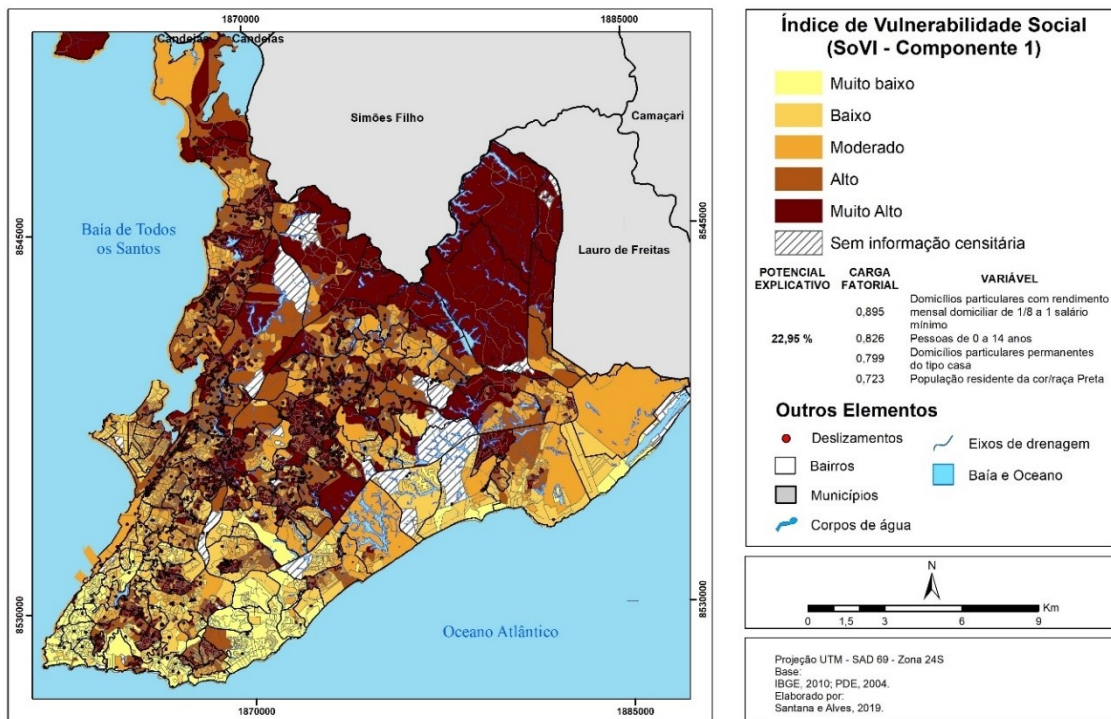 1870000
1885000
Candeias
Candeias
Simões Filho
Camaçari
Lauro de Freitas
Baía de Todos
os Santos
Oceano Atlântico
8545000
8545000
8530000
8530000
1870000
1885000
Índice de Vulnerabilidade Social
(SoVI - Componente 1)
Muito baixo
Baixo
Moderado
Alto
Muito Alto
Sem informação censitária
POTENCIAL EXPLICATIVO
CARGA FATORIAL
VARIÁVEL
22,95 %
0,895
Domicílios particulares com rendimento
mensal domiciliar de 1/8 a 1 salário
mínimo
0,826
Pessoas de 0 a 14 anos
0,799
Domicílios particulares permanentes
do tipo casa
0,723
População residente da cor/raça Preta
Outros Elementos
Deslizamentos
Bairros
Municípios
Corpos de água
Eixos de drenagem
Baía e Oceano
N
Km
0 1,5 3 6 9
Projeção UTM - SAD 69 - Zona 24S
Base:
IBGE, 2010; PDE, 2004.
Elaborado por:
Santana e Alves, 2019.